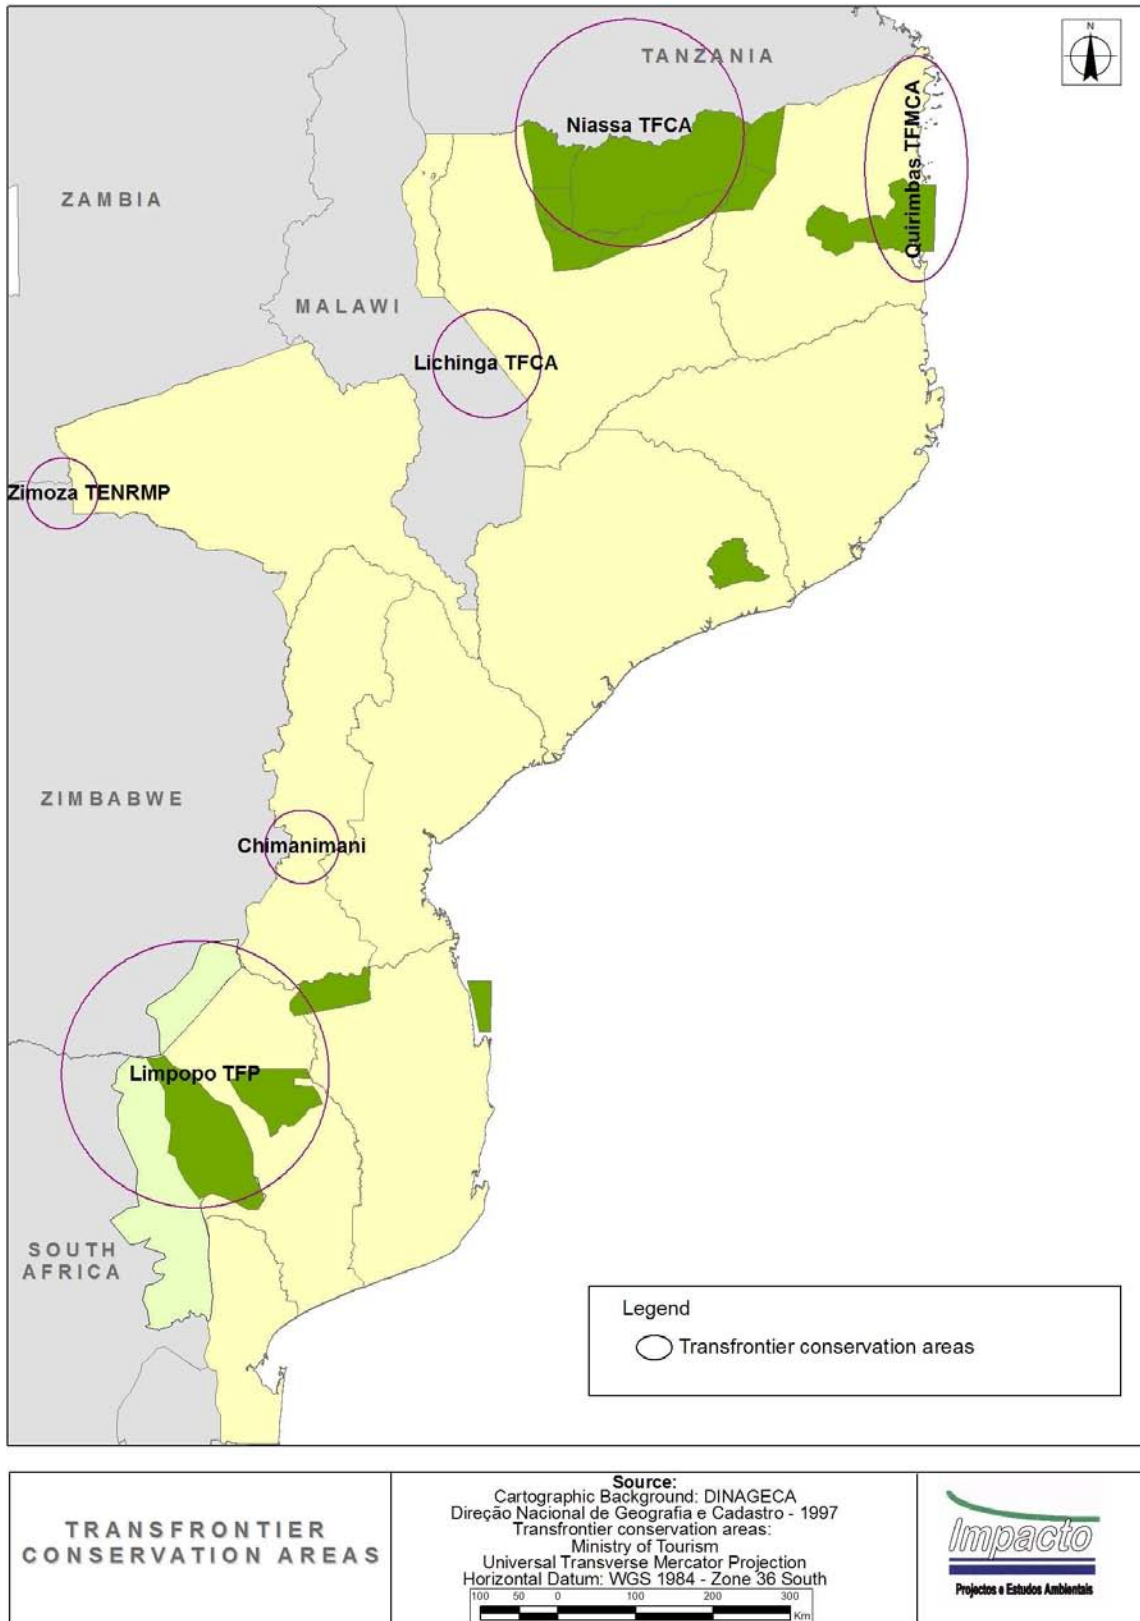 N
TANZANIA
Niassa TFCA
Quirimbas TFMCA
ZAMBIA
MALAWI
Lichinga TFCA
Zimoza TENRMP
ZIMBABWE
Chimanimani
Limpopo TFP
SOUTH
AFRICA
Legend
Transfrontier conservation areas
TRANSFRONTIER
CONSERVATION AREAS
Source:
Cartographic Background: DINAGECA
Direção Nacional de Geografia e Cadastro - 1997
Transfrontier conservation areas:
Ministry of Tourism
Universal Transverse Mercator Projection
Horizontal Datum: WGS 1984 - Zone 36 South
100 50 0 100 200 300
Km
Impacto
Projectos e Estudos Ambientais